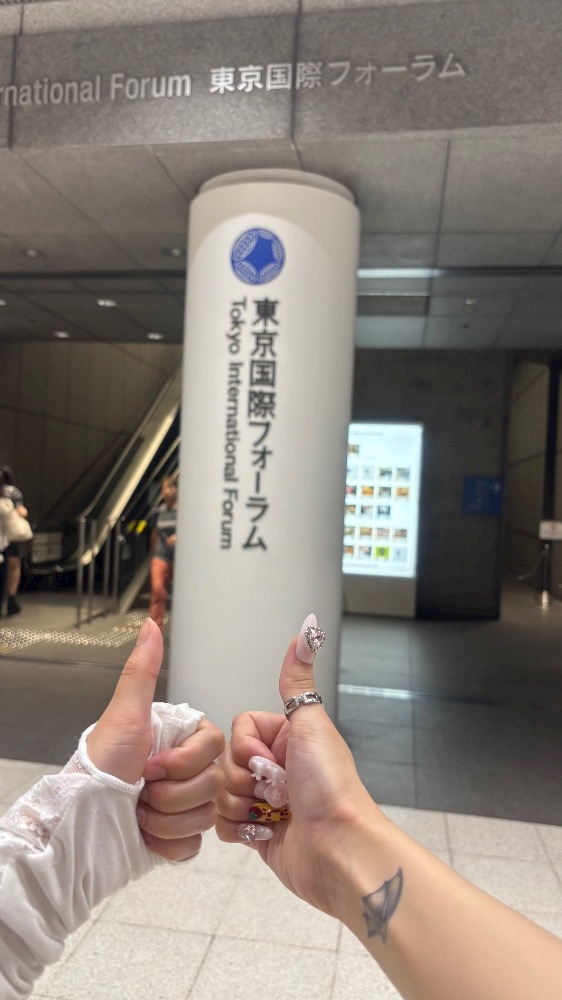 rnational Forum 東京国際フォーラム
東京国際フォーラム
Tokyo International Forum